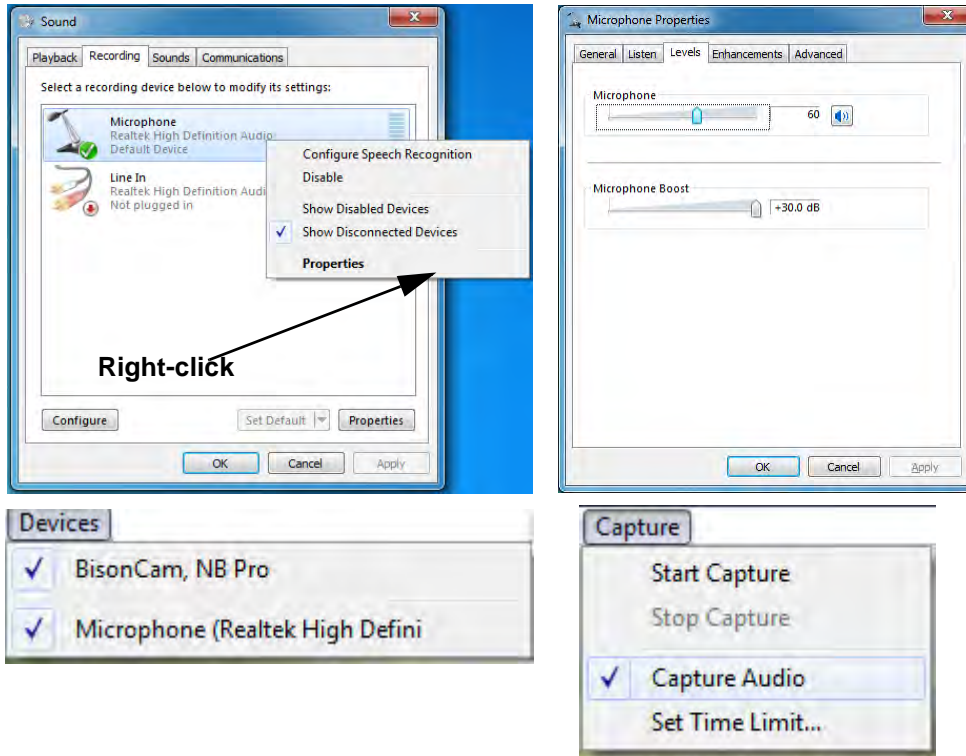 Sound
Playback Recording Sounds Communications
Select a recording device below to modify its settings:
Microphone
Realtek High Definition Audio
Default Device
Line In
Realtek High Definition Audi
Not plugged in
Configure Speech Recognition
Disable
Show Disabled Devices
Show Disconnected Devices
Properties
Right-click
Configure Set Default Properties
OK Cancel Apply
Microphone Properties
General Listen Levels Enhancements Advanced
Microphone
60
Microphone Boost
+30.0 dB
OK Cancel Apply
Devices
BisonCam, NB Pro
Microphone (Realtek High Defini
Capture
Start Capture
Stop Capture
Capture Audio
Set Time Limit...